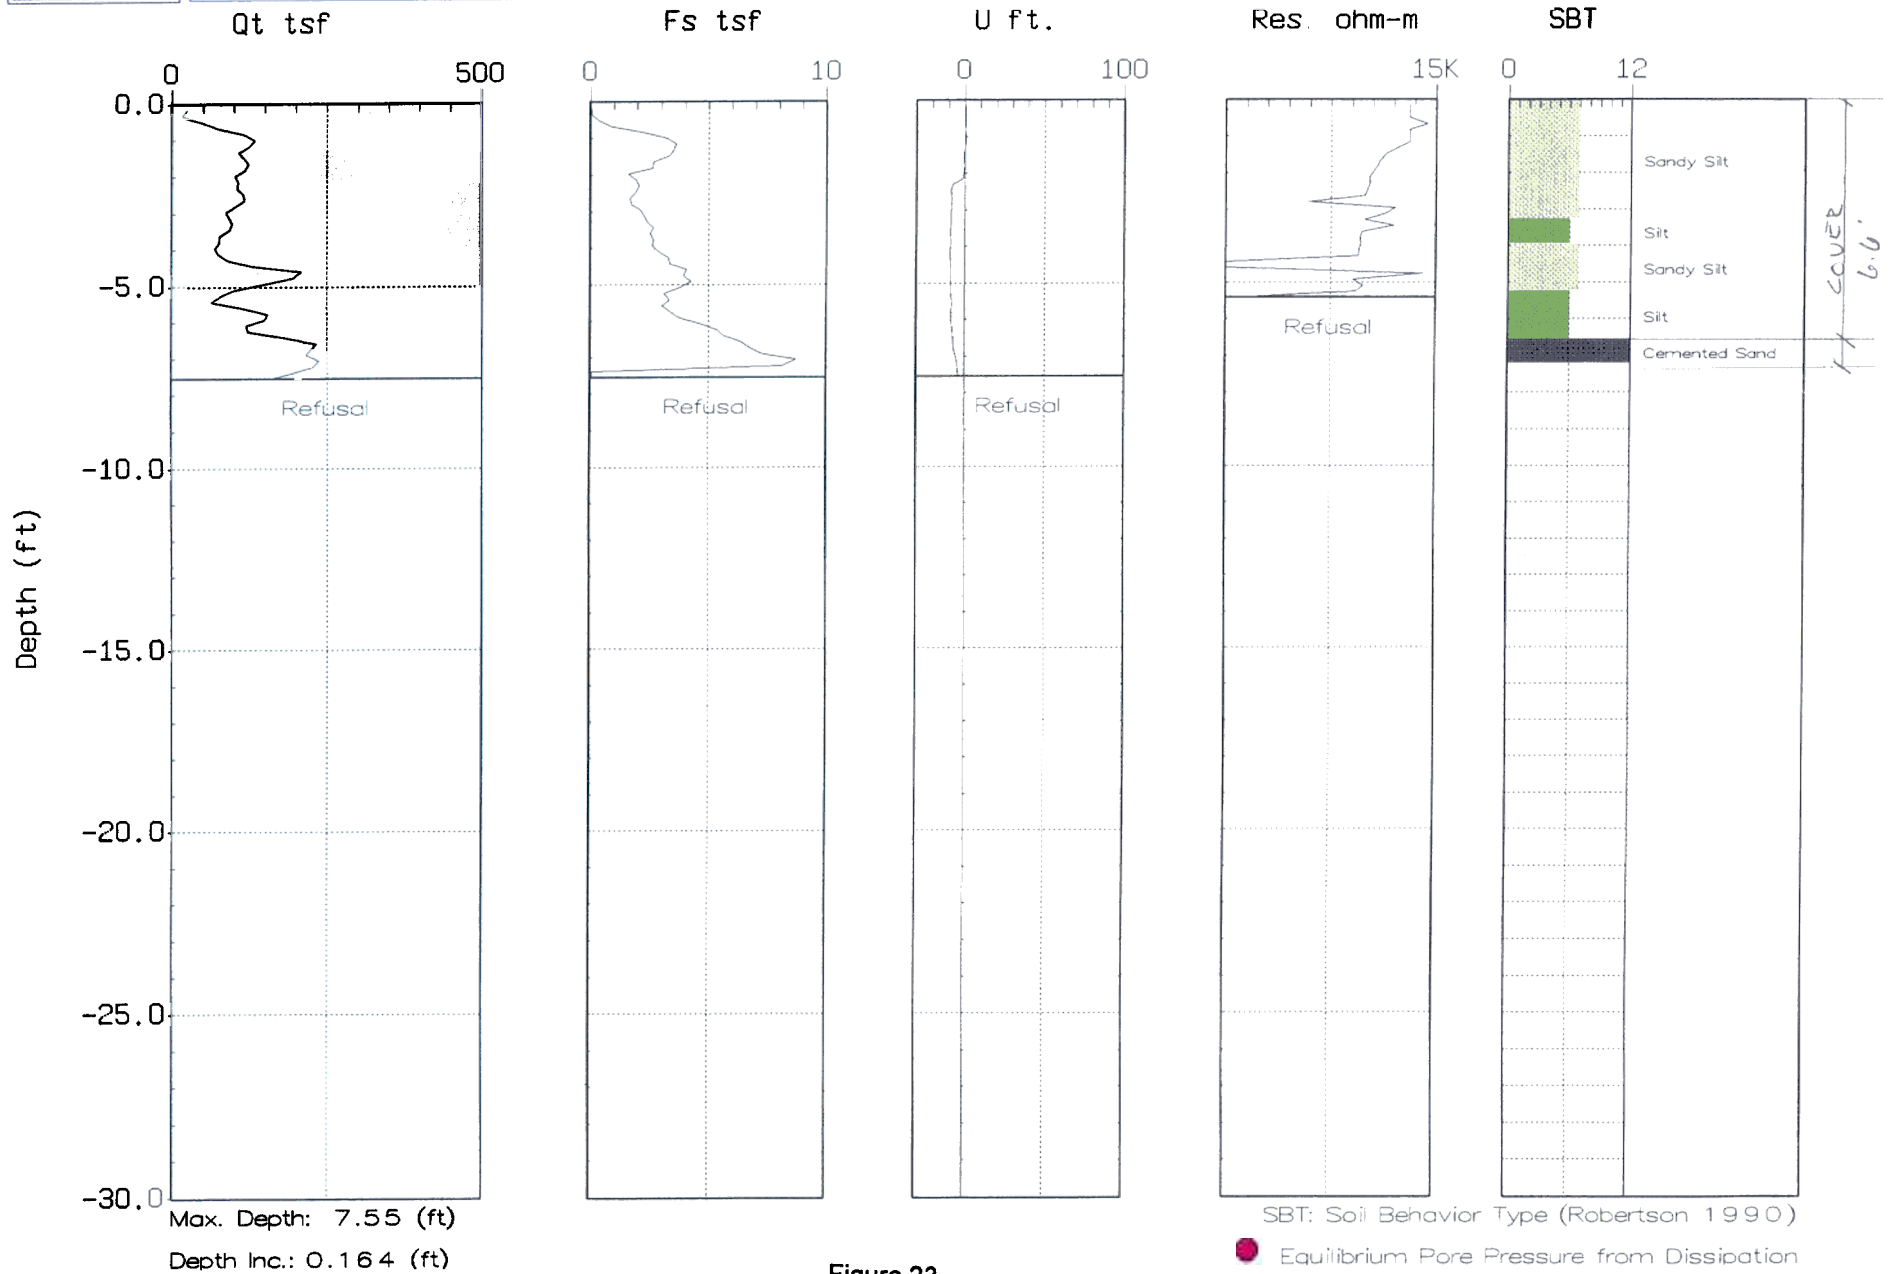 Qt tsf
Fs tsf
U ft.
Res. ohm-m
SBT
0 500
0 10
0 100
15K
0 12
0.0
-5.0
-10.0
-15.0
-20.0
-25.0
-30.0
Depth (ft)
Refusal
Refusal
Refusal
Refusal
Sandy Silt
Silt
Sandy Silt
Silt
Cemented Sand
COVER
6.6'
Max. Depth: 7.55 (ft)
Depth Inc.: 0.164 (ft)
SBT: Soil Behavior Type (Robertson 1990)
Equilibrium Pore Pressure from Dissipation